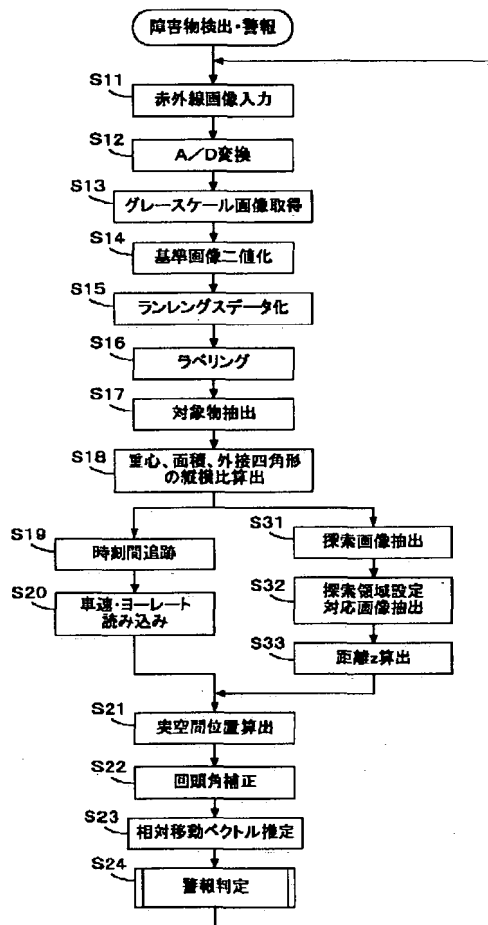 障害物検出・警報
S11
赤外線画像入力
S12
A／D変換
S13
グレースケール画像取得
S14
基準画像二値化
S15
ランレングスデータ化
S16
ラベリング
S17
対象物抽出
S18
重心、面積、外接四角形
の縦横比算出
S19
時刻間追跡
S20
車速・ヨーレート
読み込み
S31
探索画像抽出
S32
探索領域設定
対応画像抽出
S33
距離z算出
S21
実空間位置算出
S22
回頭角補正
S23
相対移動ベクトル推定
S24
警報判定